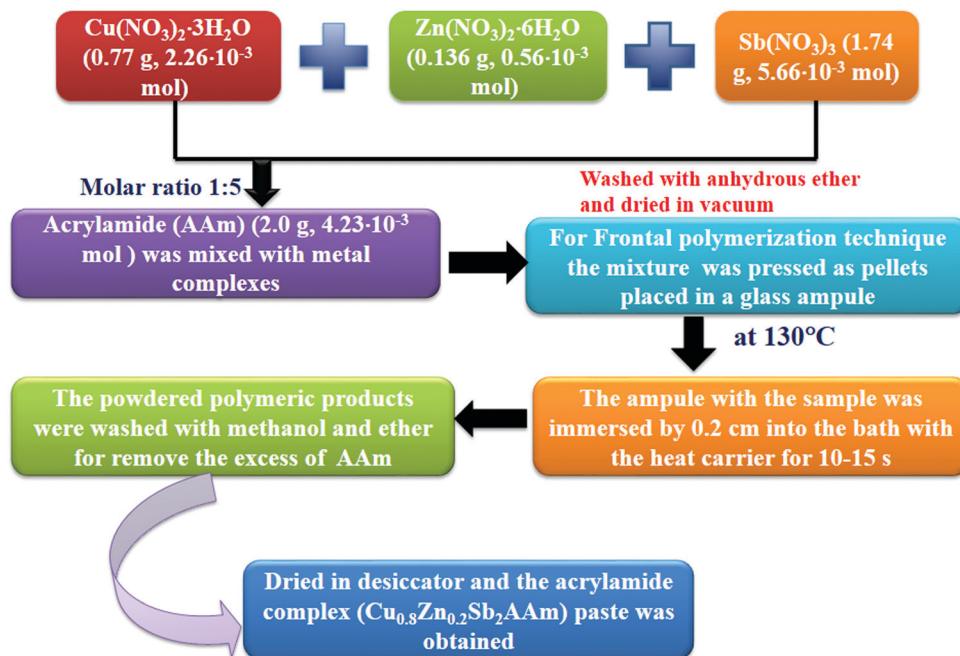 Cu(NO₃)₂·3H₂O
(0.77 g, 2.26·10⁻³
mol)
Zn(NO₃)₂·6H₂O
(0.136 g, 0.56·10⁻³
mol)
Sb(NO₃)₃ (1.74
g, 5.66·10⁻³ mol)
Molar ratio 1:5
Acrylamide (AAm) (2.0 g, 4.23·10⁻³
mol ) was mixed with metal
complexes
Washed with anhydrous ether
and dried in vacuum
For Frontal polymerization technique
the mixture was pressed as pellets
placed in a glass ampule
at 130°C
The ampule with the sample was
immersed by 0.2 cm into the bath with
the heat carrier for 10-15 s
The powdered polymeric products
were washed with methanol and ether
for remove the excess of AAm
Dried in desiccator and the acrylamide
complex (Cu₀.₈Zn₀.₂Sb₂AAm) paste was
obtained